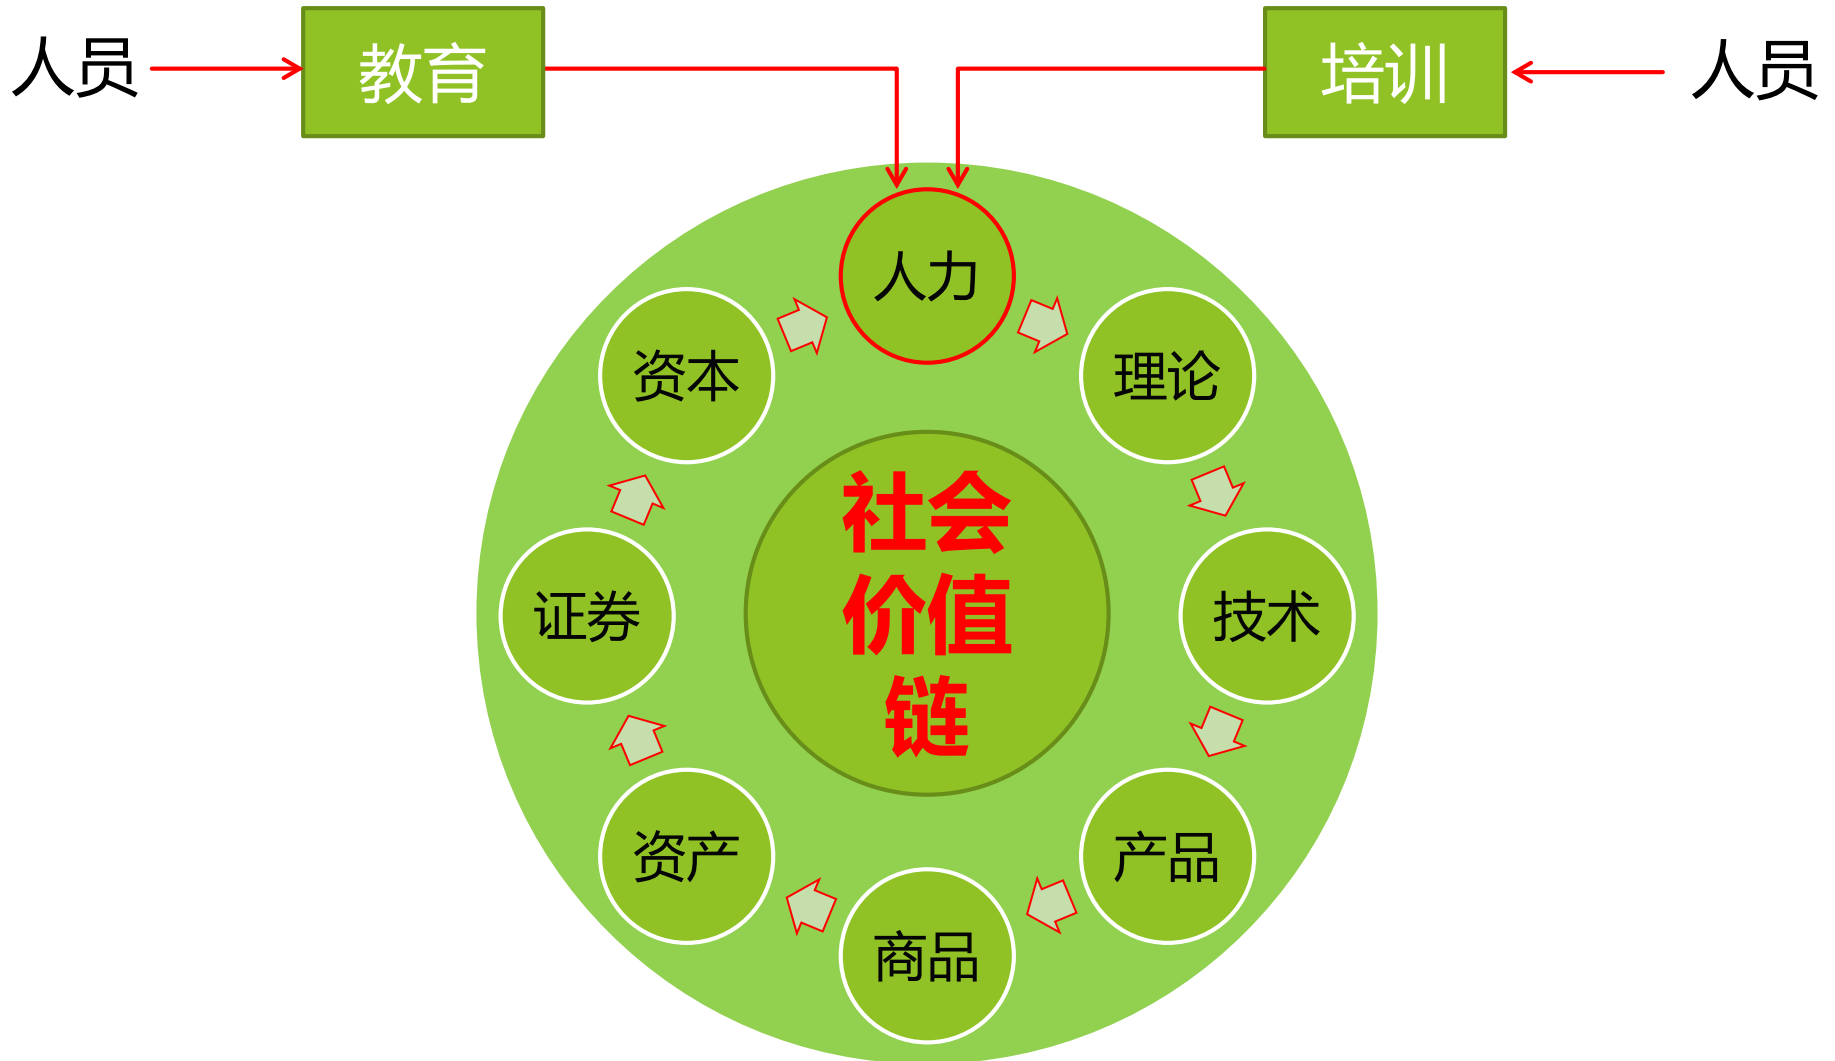 人员
教育
培训
人员
人力
资本
理论
社会
价值
链
证券
技术
资产
产品
商品